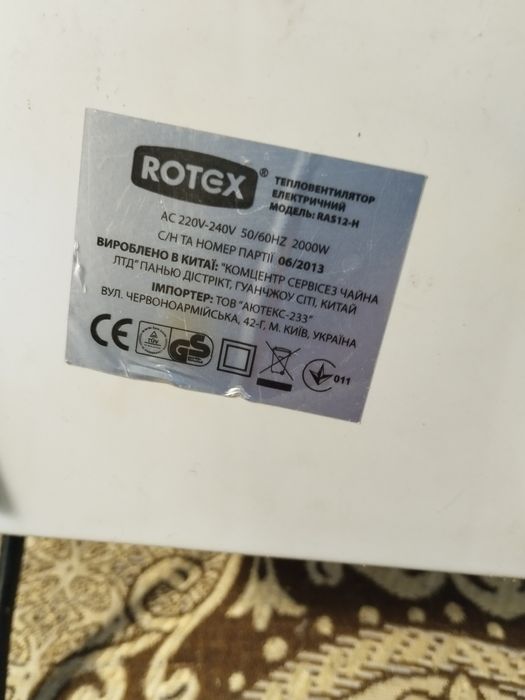 ROTEX®
ТЕПЛОВЕНТИЛЯТОР
ЕЛЕКТРИЧНИЙ
МОДЕЛЬ: RAS12-H
AC 220V-240V 50/60HZ 2000W
С/Н ТА НОМЕР ПАРТІЇ 06/2013
ВИРОБЛЕНО В КИТАЇ: "КОМЦЕНТР СЕРВІСЕЗ ЧАЙНА
ЛТД" ПАНЬЮ ДІСТРІКТ, ГУАНЧЖОУ СІТІ, КИТАЙ
ІМПОРТЕР: ТОВ "АЮТЕКС-233"
ВУЛ. ЧЕРВОНОАРМІЙСЬКА, 42-Г, М. КИЇВ, УКРАЇНА
CE TÜV GS 011